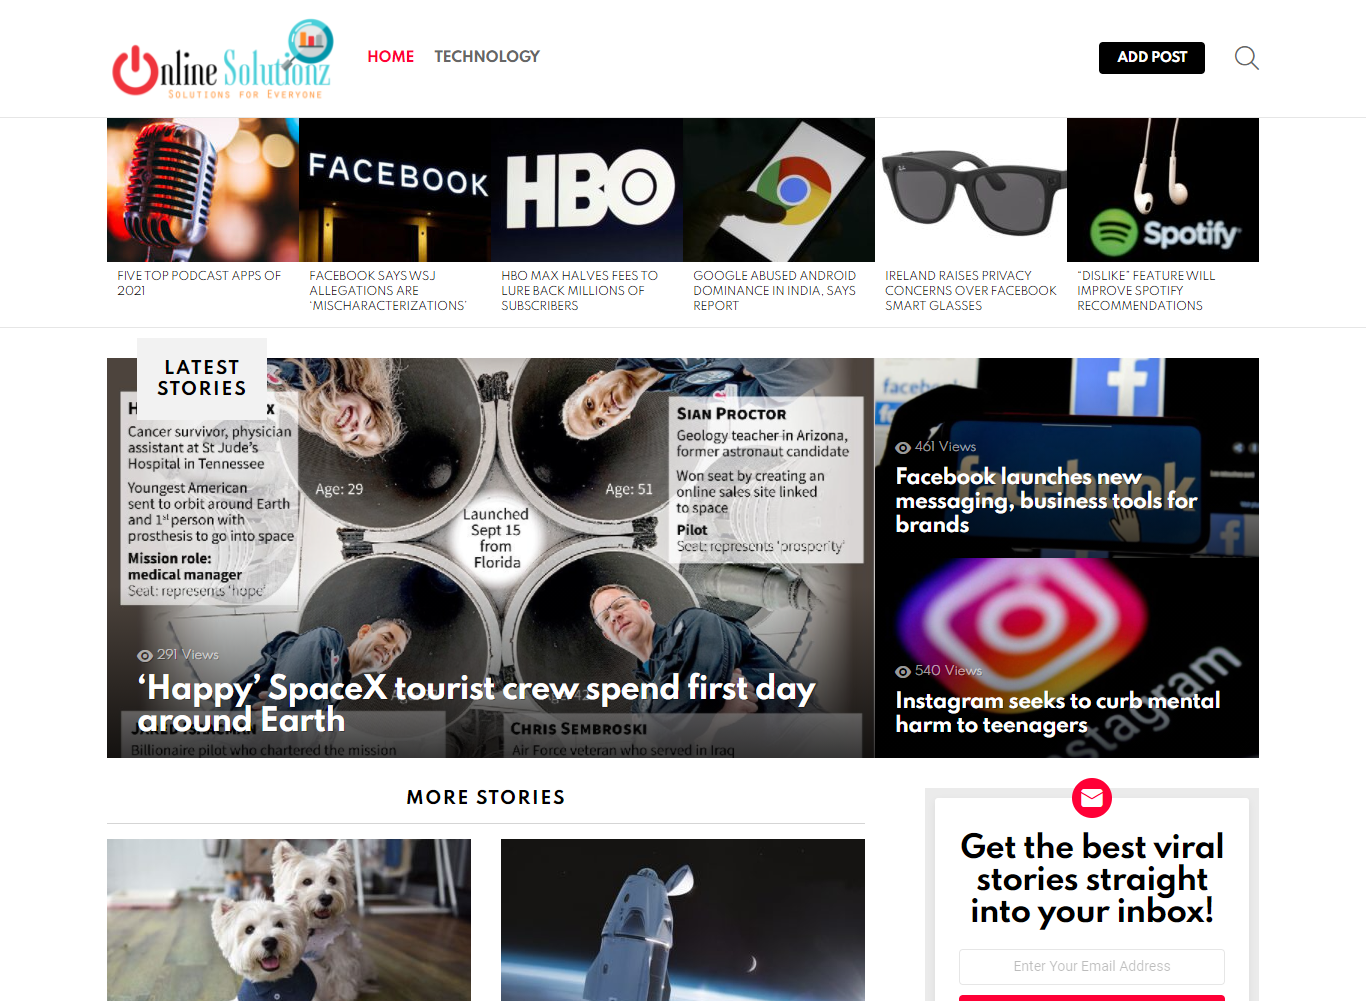 Online Solutionz
SOLUTIONS FOR EVERYONE
HOME
TECHNOLOGY
ADD POST
FACEBOOK
HBO
Spotify
FIVE TOP PODCAST APPS OF
2021
FACEBOOK SAYS WSJ
ALLEGATIONS ARE
‘MISCHARACTERIZATIONS’
HBO MAX HALVES FEES TO
LURE BACK MILLIONS OF
SUBSCRIBERS
GOOGLE ABUSED ANDROID
DOMINANCE IN INDIA, SAYS
REPORT
IRELAND RAISES PRIVACY
CONCERNS OVER FACEBOOK
SMART GLASSES
“DISLIKE” FEATURE WILL
IMPROVE SPOTIFY
RECOMMENDATIONS
LATEST
STORIES
Cancer survivor, physician
assistant at St Jude’s
Hospital in Tennessee
Youngest American
sent to orbit around Earth
and 1st person with
prosthesis to go into space
Mission role:
medical manager
Seat: represents ‘hope’
Age: 29
Launched
Sept 15
from
Florida
Age: 51
SIAN PROCTOR
Geology teacher in Arizona,
former astronaut candidate
Won seat by creating an
online sales site linked
to space
Pilot
Seat: represents ‘prosperity’
291 Views
‘Happy’ SpaceX tourist crew spend first day
around Earth
Billionaire pilot who chartered the mission
CHRIS SEMBROSKI
Air Force veteran who served in Iraq
facebook
461 Views
Facebook launches new
messaging, business tools for
brands
540 Views
Instagram seeks to curb mental
harm to teenagers
MORE STORIES
Get the best viral
stories straight
into your inbox!
Enter Your Email Address